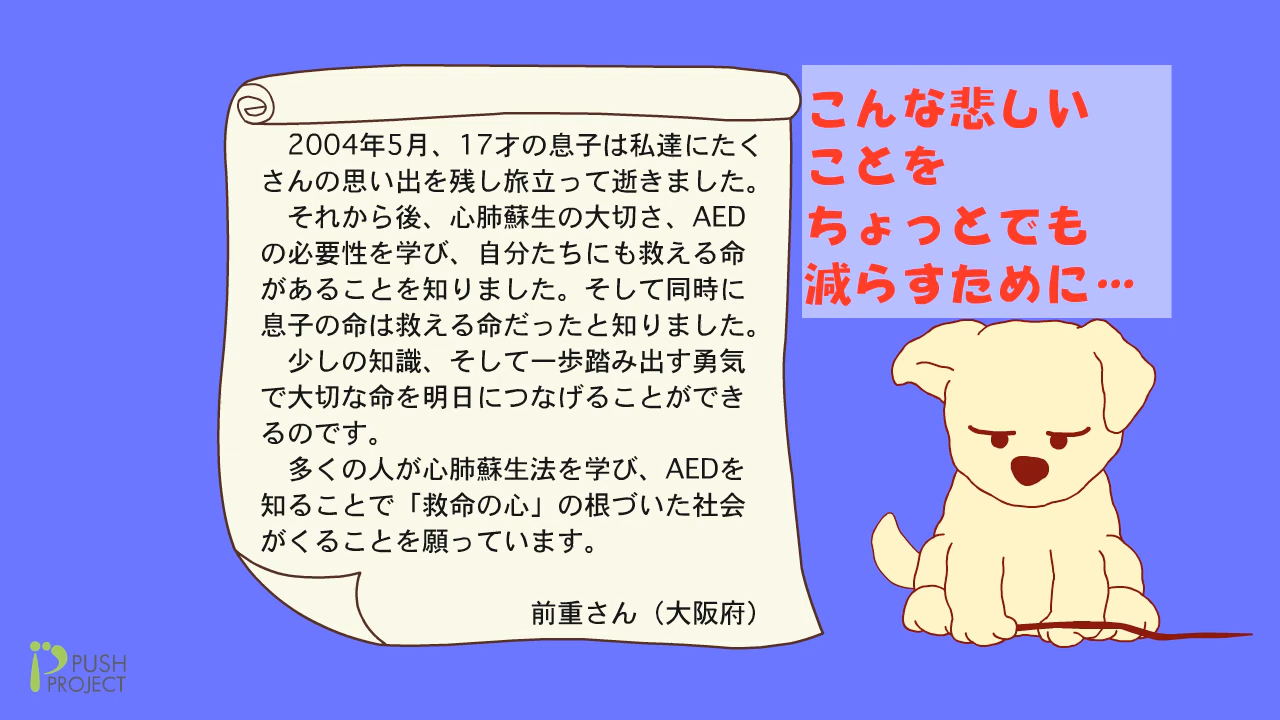 2004年5月、17才の息子は私達にたく
さんの思い出を残し旅立って逝きました。
それから後、心肺蘇生の大切さ、AED
の必要性を学び、自分たちにも救える命
があることを知りました。そして同時に
息子の命は救える命だったと知りました。
少しの知識、そして一歩踏み出す勇気
で大切な命を明日につなげることができ
るのです。
多くの人が心肺蘇生法を学び、AEDを
知ることで「救命の心」の根づいた社会
がくることを願っています。
前重さん（大阪府）
こんな悲しい
ことを
ちょっとでも
減らすために…
PUSH
PROJECT